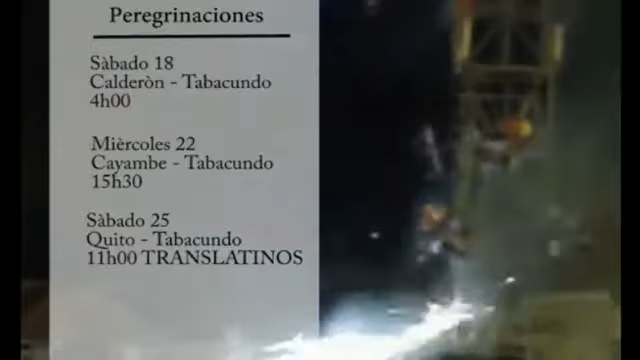 Peregrinaciones
Sàbado 18
Calderòn - Tabacundo
4h00
Mièrcoles 22
Cayambe - Tabacundo
15h30
Sàbado 25
Quito - Tabacundo
11h00 TRANSLATINOS